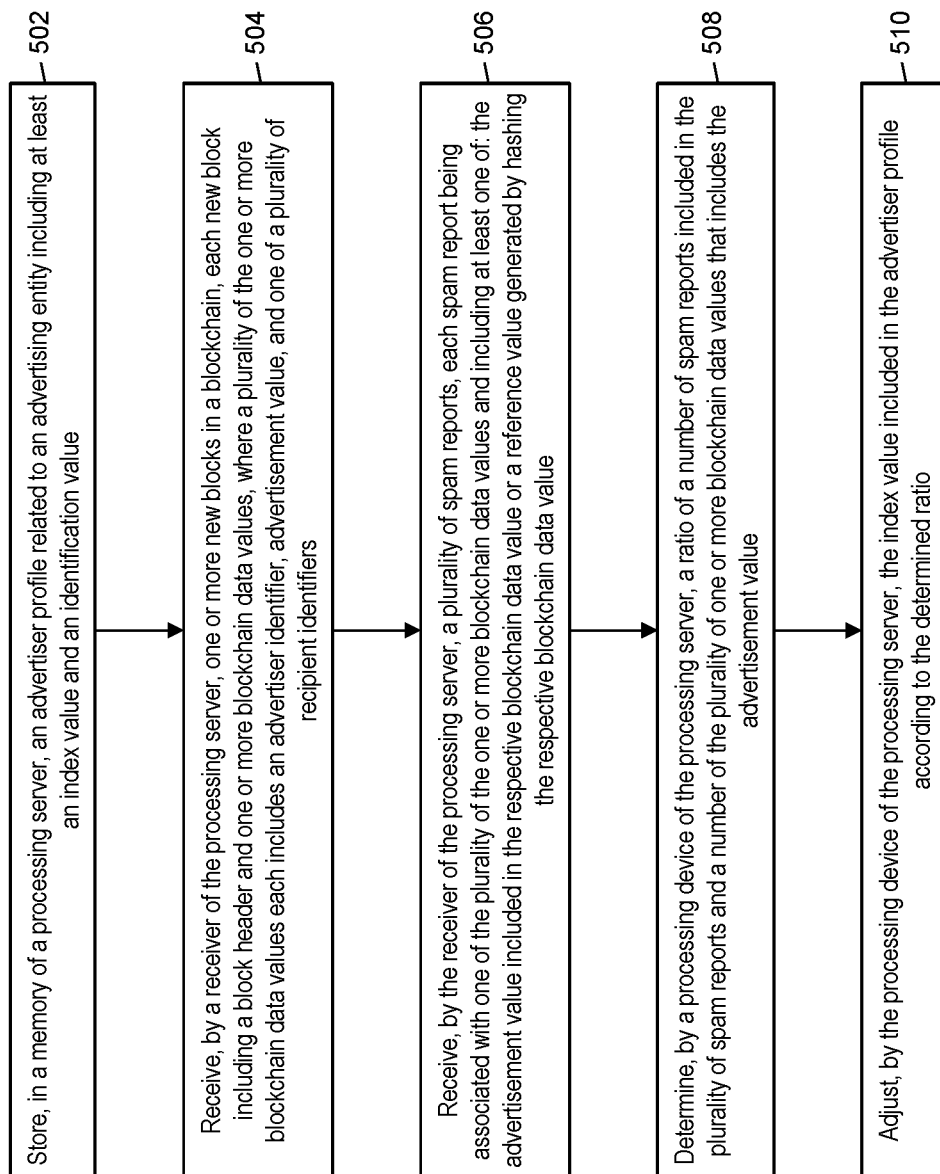 Store, in a memory of a processing server, an advertiser profile related to an advertising entity including at least
an index value and an identification value
502
Receive, by a receiver of the processing server, one or more new blocks in a blockchain, each new block
including a block header and one or more blockchain data values, where a plurality of the one or more
blockchain data values each includes an advertiser identifier, advertisement value, and one of a plurality of
recipient identifiers
504
Receive, by the receiver of the processing server, a plurality of spam reports, each spam report being
associated with one of the plurality of the one or more blockchain data values and including at least one of: the
advertisement value included in the respective blockchain data value or a reference value generated by hashing
the respective blockchain data value
506
Determine, by a processing device of the processing server, a ratio of a number of spam reports included in the
plurality of spam reports and a number of the plurality of one or more blockchain data values that includes the
advertisement value
508
Adjust, by the processing device of the processing server, the index value included in the advertiser profile
according to the determined ratio
510